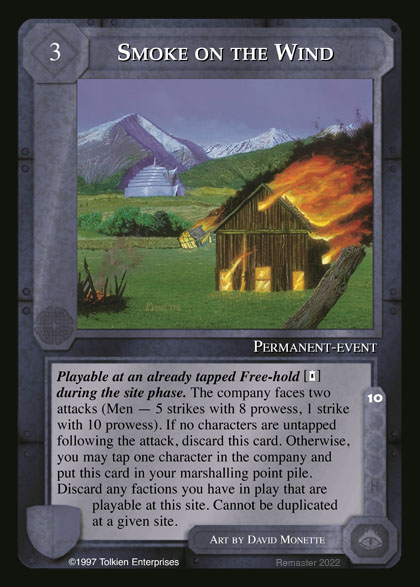 3
SMOKE ON THE WIND
PERMANENT-EVENT
Playable at an already tapped Free-hold [ ]
during the site phase. The company faces two
attacks (Men — 5 strikes with 8 prowess, 1 strike
with 10 prowess). If no characters are untapped
following the attack, discard this card. Otherwise,
you may tap one character in the company and
put this card in your marshalling point pile.
Discard any factions you have in play that are
playable at this site. Cannot be duplicated
at a given site.
10
H
ART BY DAVID MONETTE
©1997 Tolkien Enterprises
Remaster 2022